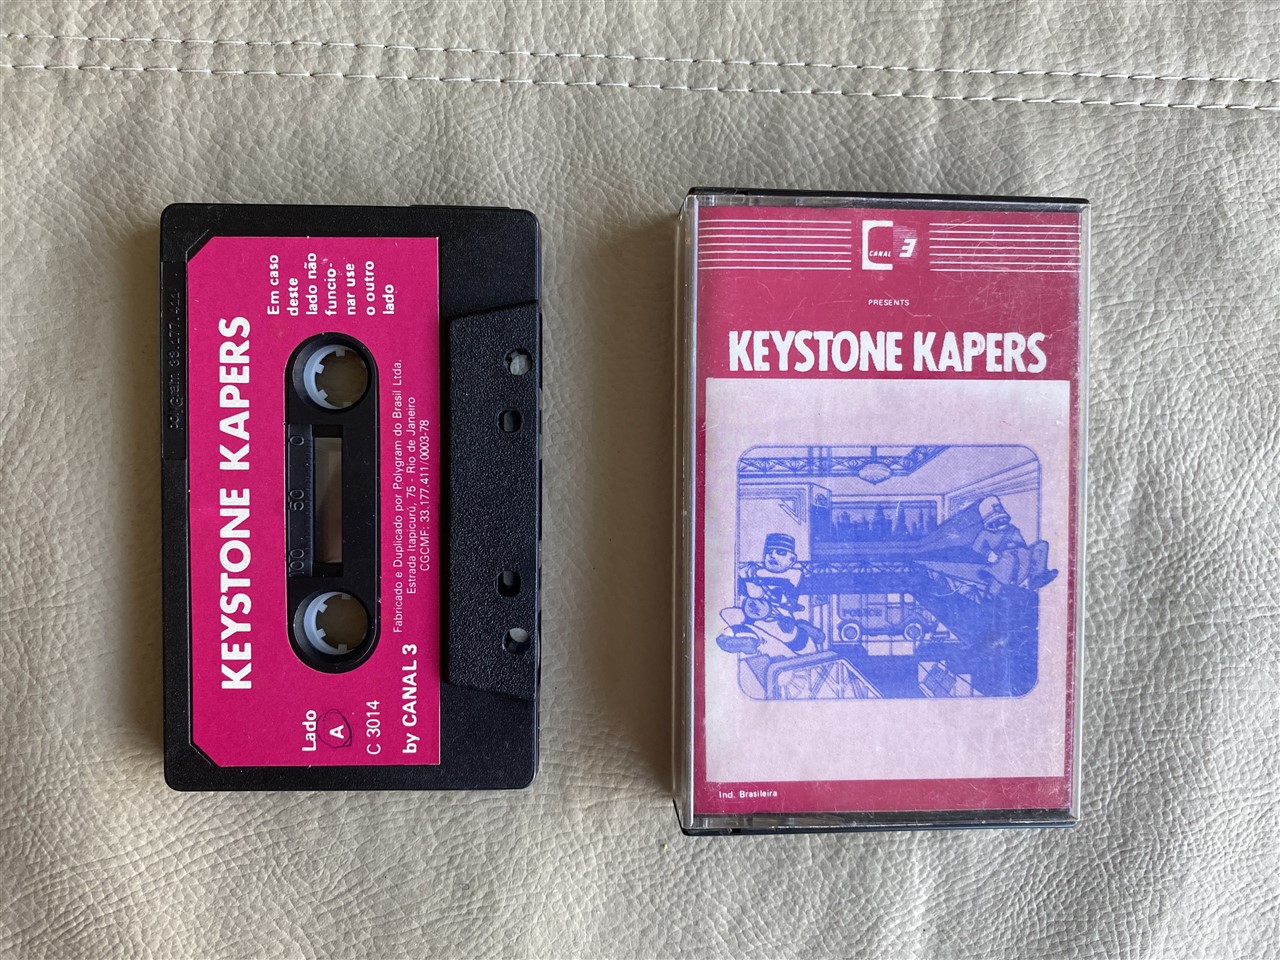 KEYSTONE KAPERS
Em caso
deste
lado não
funcio-
nar use
o outro
lado
100 50 0
Fabricado e Duplicado por Polygram do Brasil Ltda.
Estrada Itapicurú, 75 - Rio de Janeiro
CGCMF: 33.177.411/0003-78
Lado
A
C 3014
by CANAL 3
CANAL 3
PRESENTS
KEYSTONE KAPERS
Ind. Brasileira